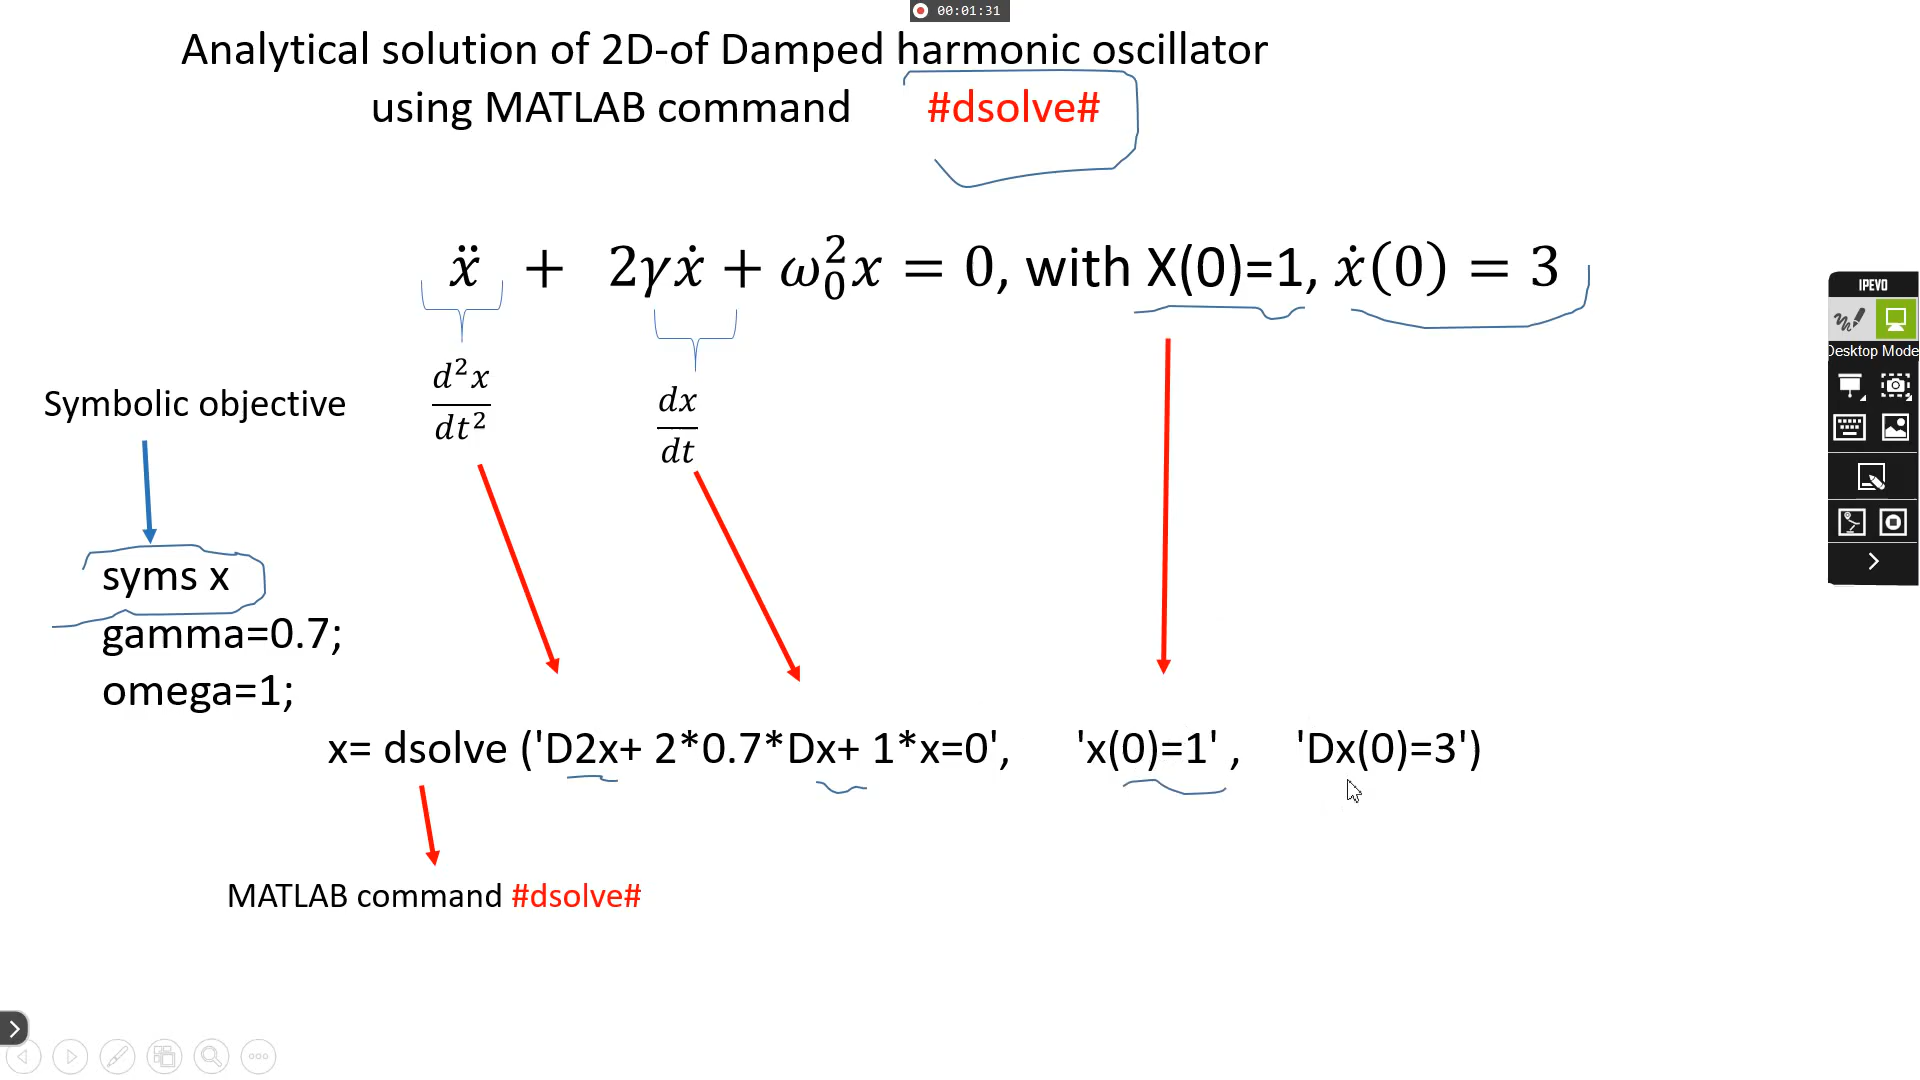 00:01:31
Analytical solution of 2D-of Damped harmonic oscillator
using MATLAB command #dsolve#
ẍ + 2γẋ + ω₀²x = 0, with X(0)=1, ẋ(0) = 3
d²x/dt²
dx/dt
Symbolic objective
syms x
gamma=0.7;
omega=1;
x= dsolve ('D2x+ 2*0.7*Dx+ 1*x=0', 'x(0)=1' , 'Dx(0)=3')
MATLAB command #dsolve#
IPEVO
Desktop Mode